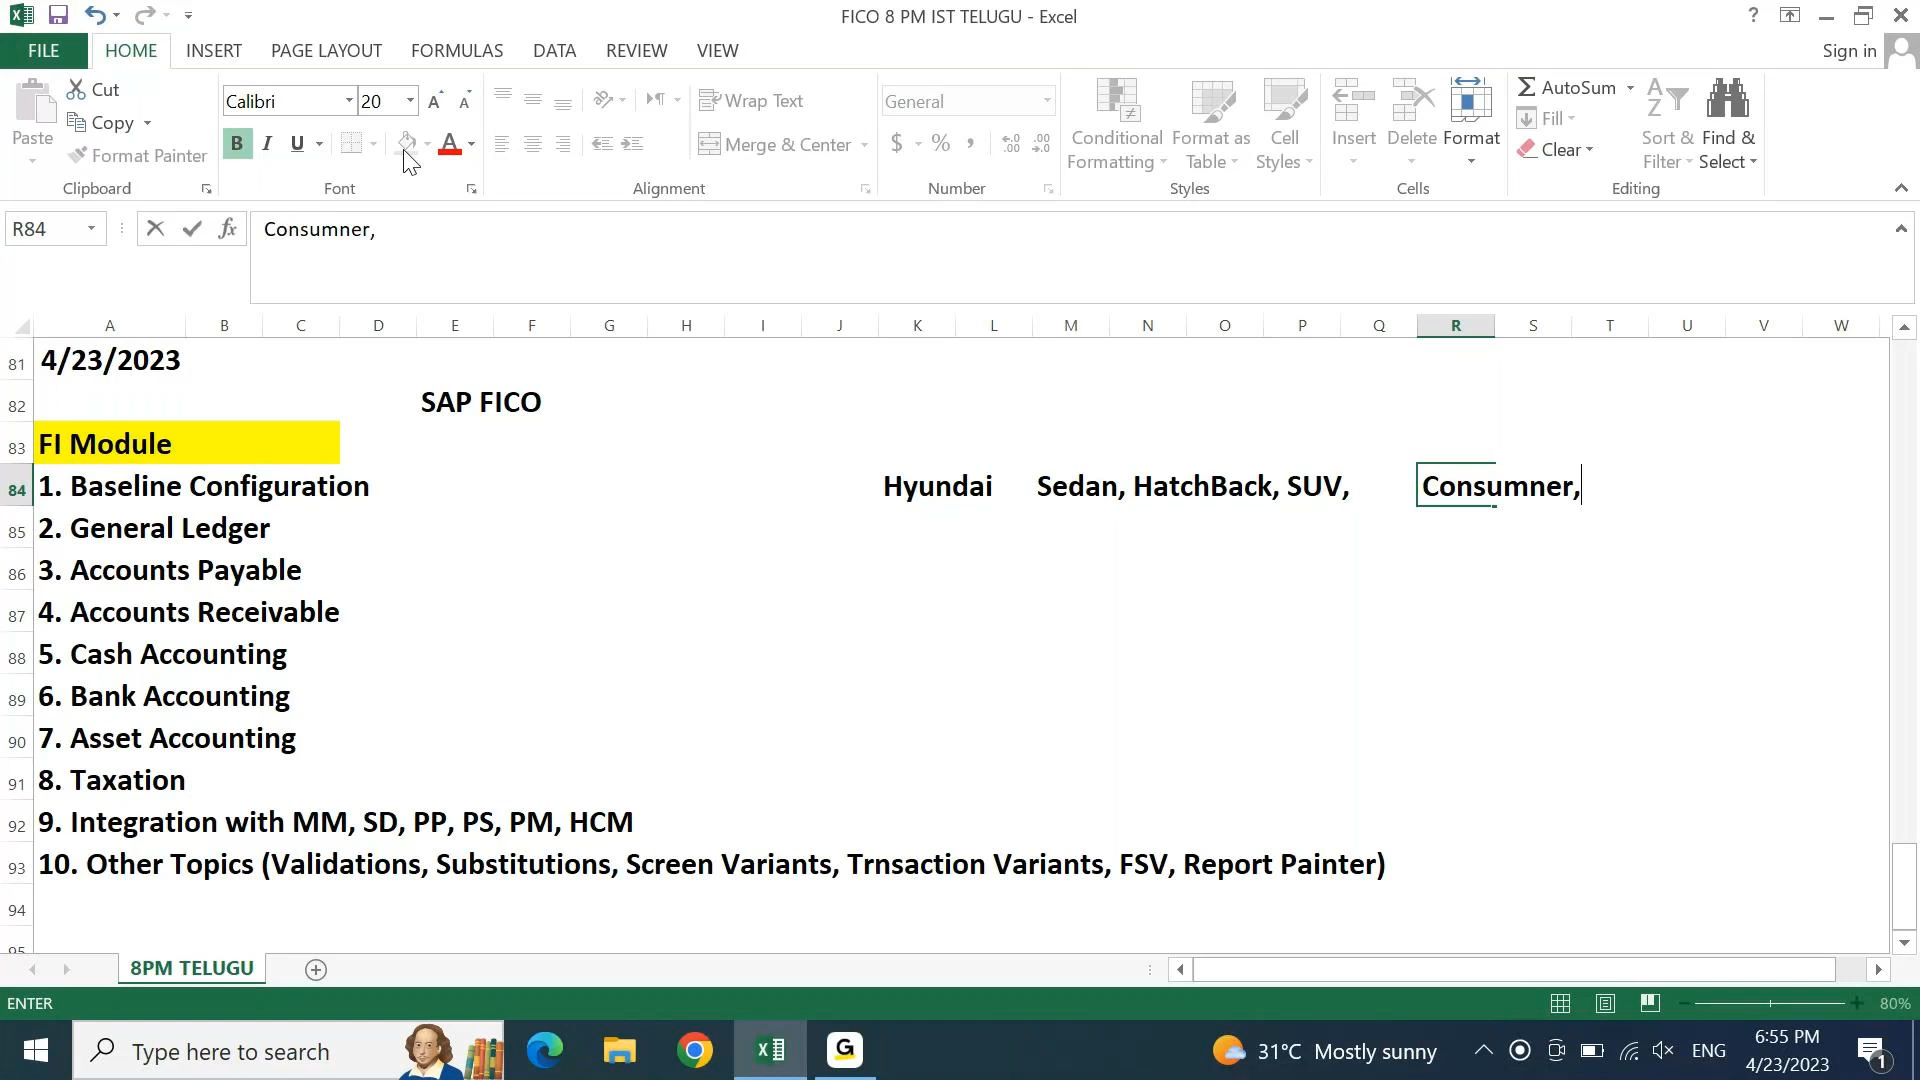 FICO 8 PM IST TELUGU - Excel
FILE HOME INSERT PAGE LAYOUT FORMULAS DATA REVIEW VIEW Sign in
Paste
Cut
Copy
Format Painter
Clipboard
Calibri 20
B I U
Font
Wrap Text
Merge & Center
Alignment
General
$ % ,
Number
Conditional Formatting
Format as Table
Cell Styles
Styles
Insert Delete Format
Cells
AutoSum
Fill
Clear
Sort & Filter
Find & Select
Editing
R84 fx Consumner,
A B C D E F G H I J K L M N O P Q R S T U V W
81 4/23/2023
82 SAP FICO
83 FI Module
84 1. Baseline Configuration Hyundai Sedan, HatchBack, SUV, Consumner,
85 2. General Ledger
86 3. Accounts Payable
87 4. Accounts Receivable
88 5. Cash Accounting
89 6. Bank Accounting
90 7. Asset Accounting
91 8. Taxation
92 9. Integration with MM, SD, PP, PS, PM, HCM
93 10. Other Topics (Validations, Substitutions, Screen Variants, Trnsaction Variants, FSV, Report Painter)
94
95
8PM TELUGU
ENTER 80%
Type here to search 31°C Mostly sunny ENG 6:55 PM
4/23/2023 1